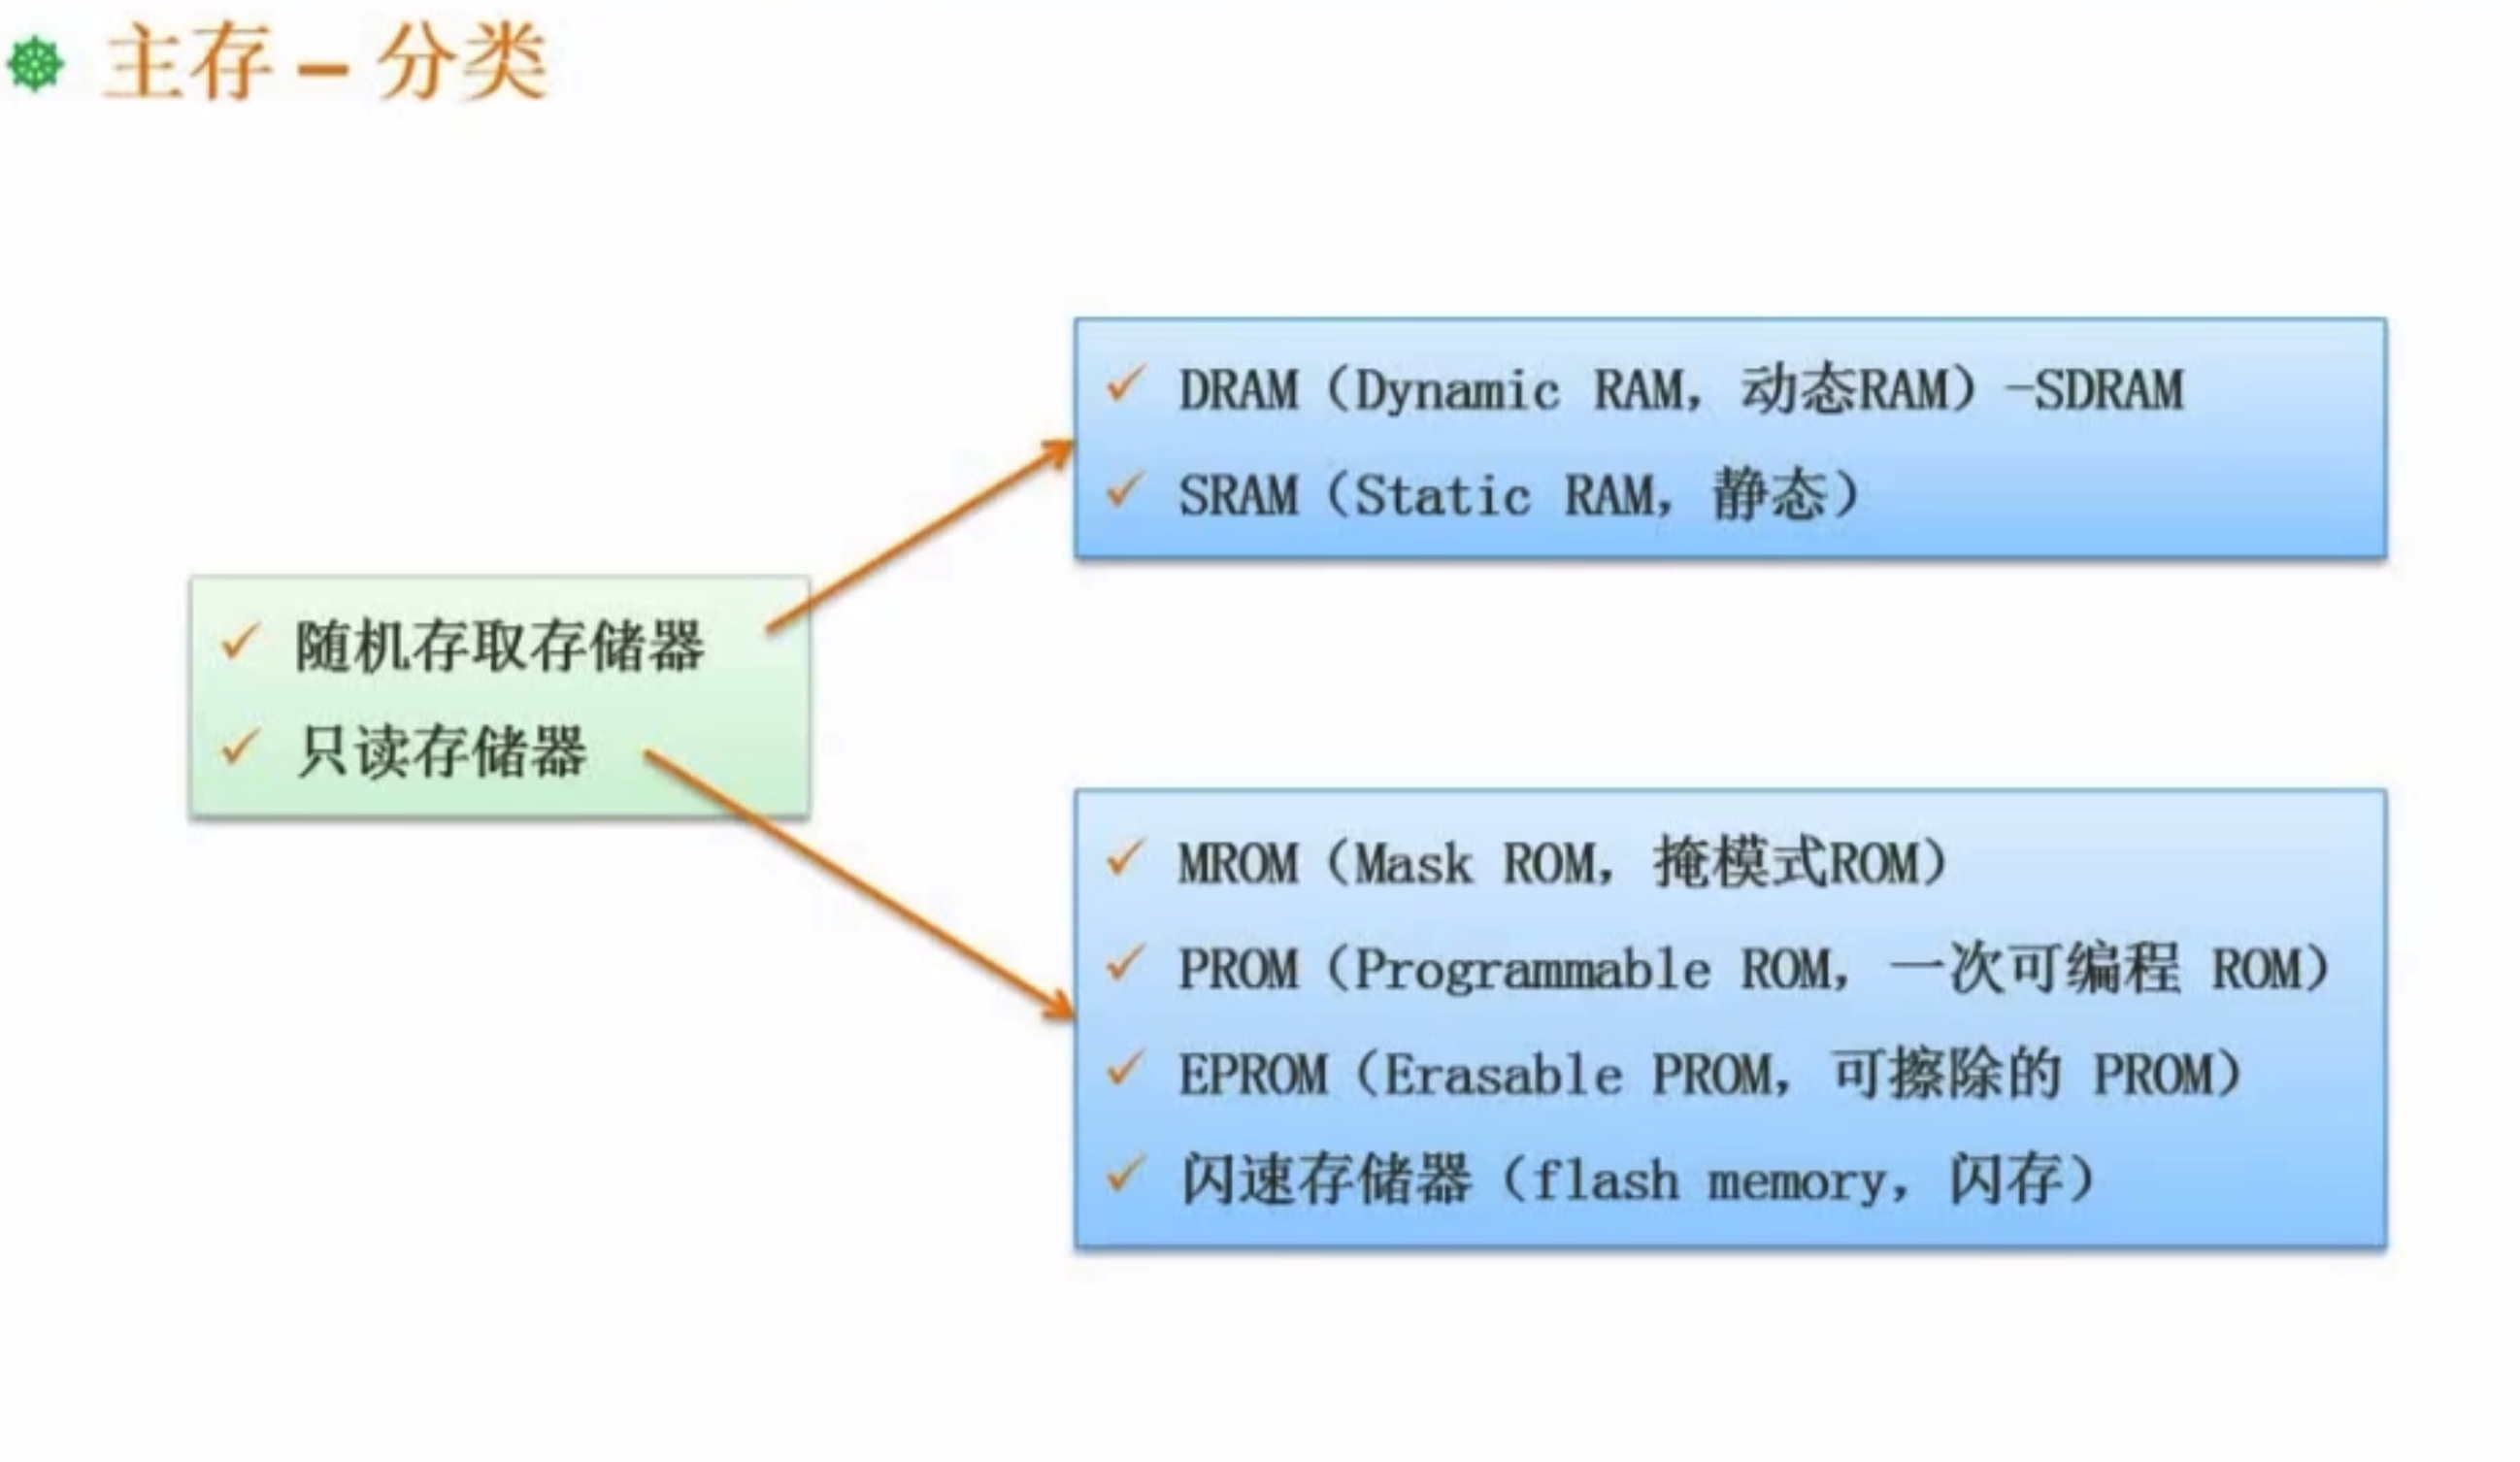 主存-分类
DRAM（Dynamic RAM，动态RAM）-SDRAM
SRAM（Static RAM，静态）
随机存取存储器
只读存储器
MROM（Mask ROM，掩模式ROM）
PROM（Programmable ROM，一次可编程 ROM）
EPROM（Erasable PROM，可擦除的 PROM）
闪速存储器（flash memory，闪存）